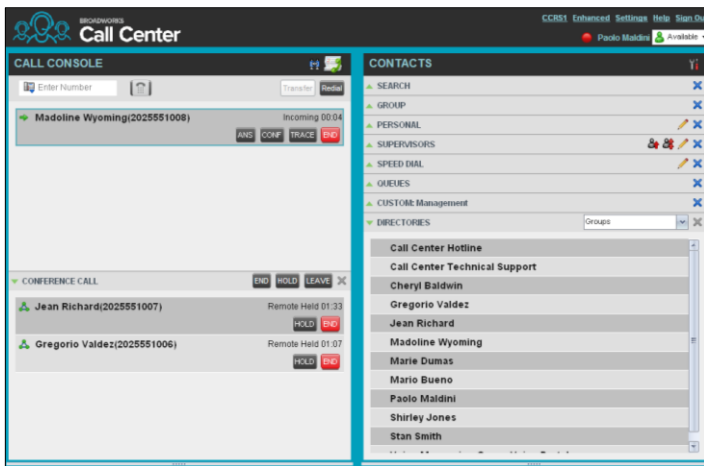 BROADWORKS
Call Center
CCRS1 Enhanced Settings Help Sign Ou
Paolo Maldini Available
CALL CONSOLE
Enter Number Transfer Redial
Madoline Wyoming(2025551008) Incoming 00:04
ANS CONF TRACE END
CONFERENCE CALL END HOLD LEAVE
Jean Richard(2025551007) Remote Held 01:33
HOLD END
Gregorio Valdez(2025551006) Remote Held 01:07
HOLD END
CONTACTS
SEARCH
GROUP
PERSONAL
SUPERVISORS
SPEED DIAL
QUEUES
CUSTOM: Management
DIRECTORIES Groups
Call Center Hotline
Call Center Technical Support
Cheryl Baldwin
Gregorio Valdez
Jean Richard
Madoline Wyoming
Marie Dumas
Mario Bueno
Paolo Maldini
Shirley Jones
Stan Smith